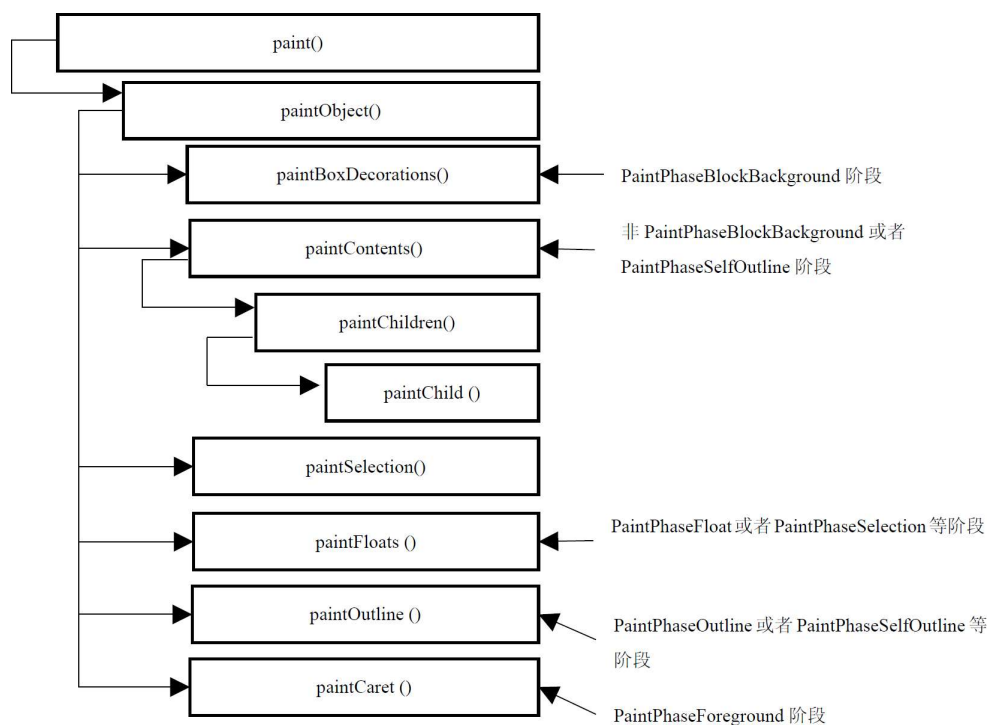 paint()
paintObject()
paintBoxDecorations()
PaintPhaseBlockBackground 阶段
paintContents()
非 PaintPhaseBlockBackground 或者
PaintPhaseSelfOutline 阶段
paintChildren()
paintChild ()
paintSelection()
paintFloats ()
PaintPhaseFloat 或者 PaintPhaseSelection 等阶段
paintOutline ()
PaintPhaseOutline 或者 PaintPhaseSelfOutline 等
阶段
paintCaret ()
PaintPhaseForeground 阶段